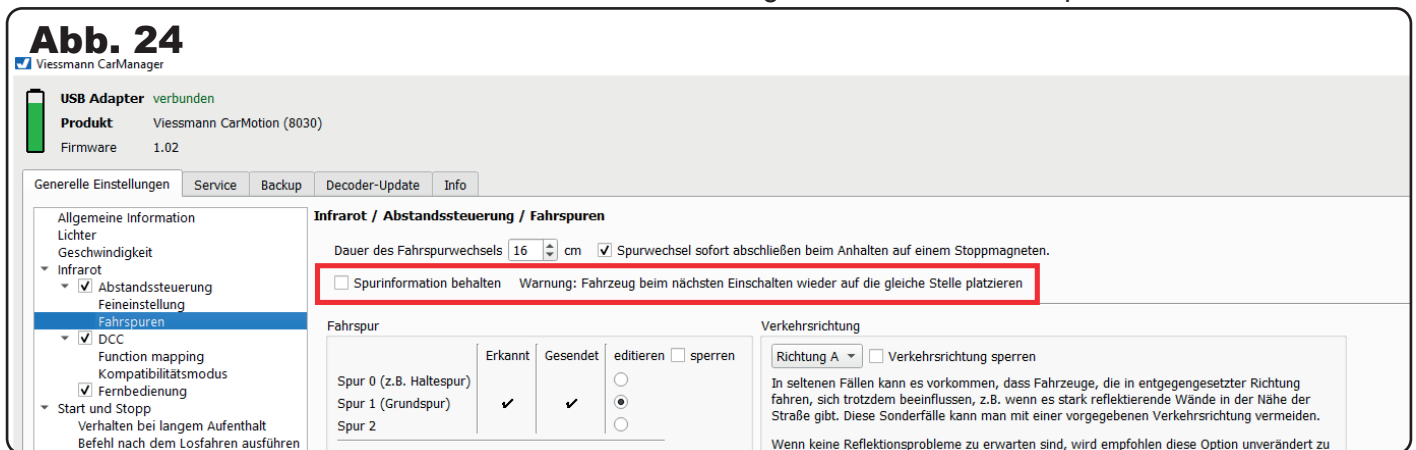 Abb. 24
Viessmann CarManager
USB Adapter verbunden
Produkt Viessmann CarMotion (8030)
Firmware 1.02
Generelle Einstellungen Service Backup Decoder-Update Info
Allgemeine Information
Lichter
Geschwindigkeit
Infrarot
Abstandssteuerung
Feineinstellung
Fahrspuren
DCC
Function mapping
Kompatibilitätsmodus
Fernbedienung
Start und Stopp
Verhalten bei langem Aufenthalt
Befehl nach dem Losfahren ausführen
Infrarot / Abstandssteuerung / Fahrspuren
Dauer des Fahrspurwechsels 16 cm Spurwechsel sofort abschließen beim Anhalten auf einem Stoppmagneten.
Spurinformation behalten Warnung: Fahrzeug beim nächsten Einschalten wieder auf die gleiche Stelle platzieren
Fahrspur
Erkannt Gesendet editieren sperren
Spur 0 (z.B. Haltespur)
Spur 1 (Grundspur)
Spur 2
Verkehrsrichtung
Richtung A Verkehrsrichtung sperren
In seltenen Fällen kann es vorkommen, dass Fahrzeuge, die in entgegengesetzter Richtung
fahren, sich trotzdem beeinflussen, z.B. wenn es stark reflektierende Wände in der Nähe der
Straße gibt. Diese Sonderfälle kann man mit einer vorgegebenen Verkehrsrichtung vermeiden.
Wenn keine Reflektionsprobleme zu erwarten sind, wird empfohlen diese Option unverändert zu